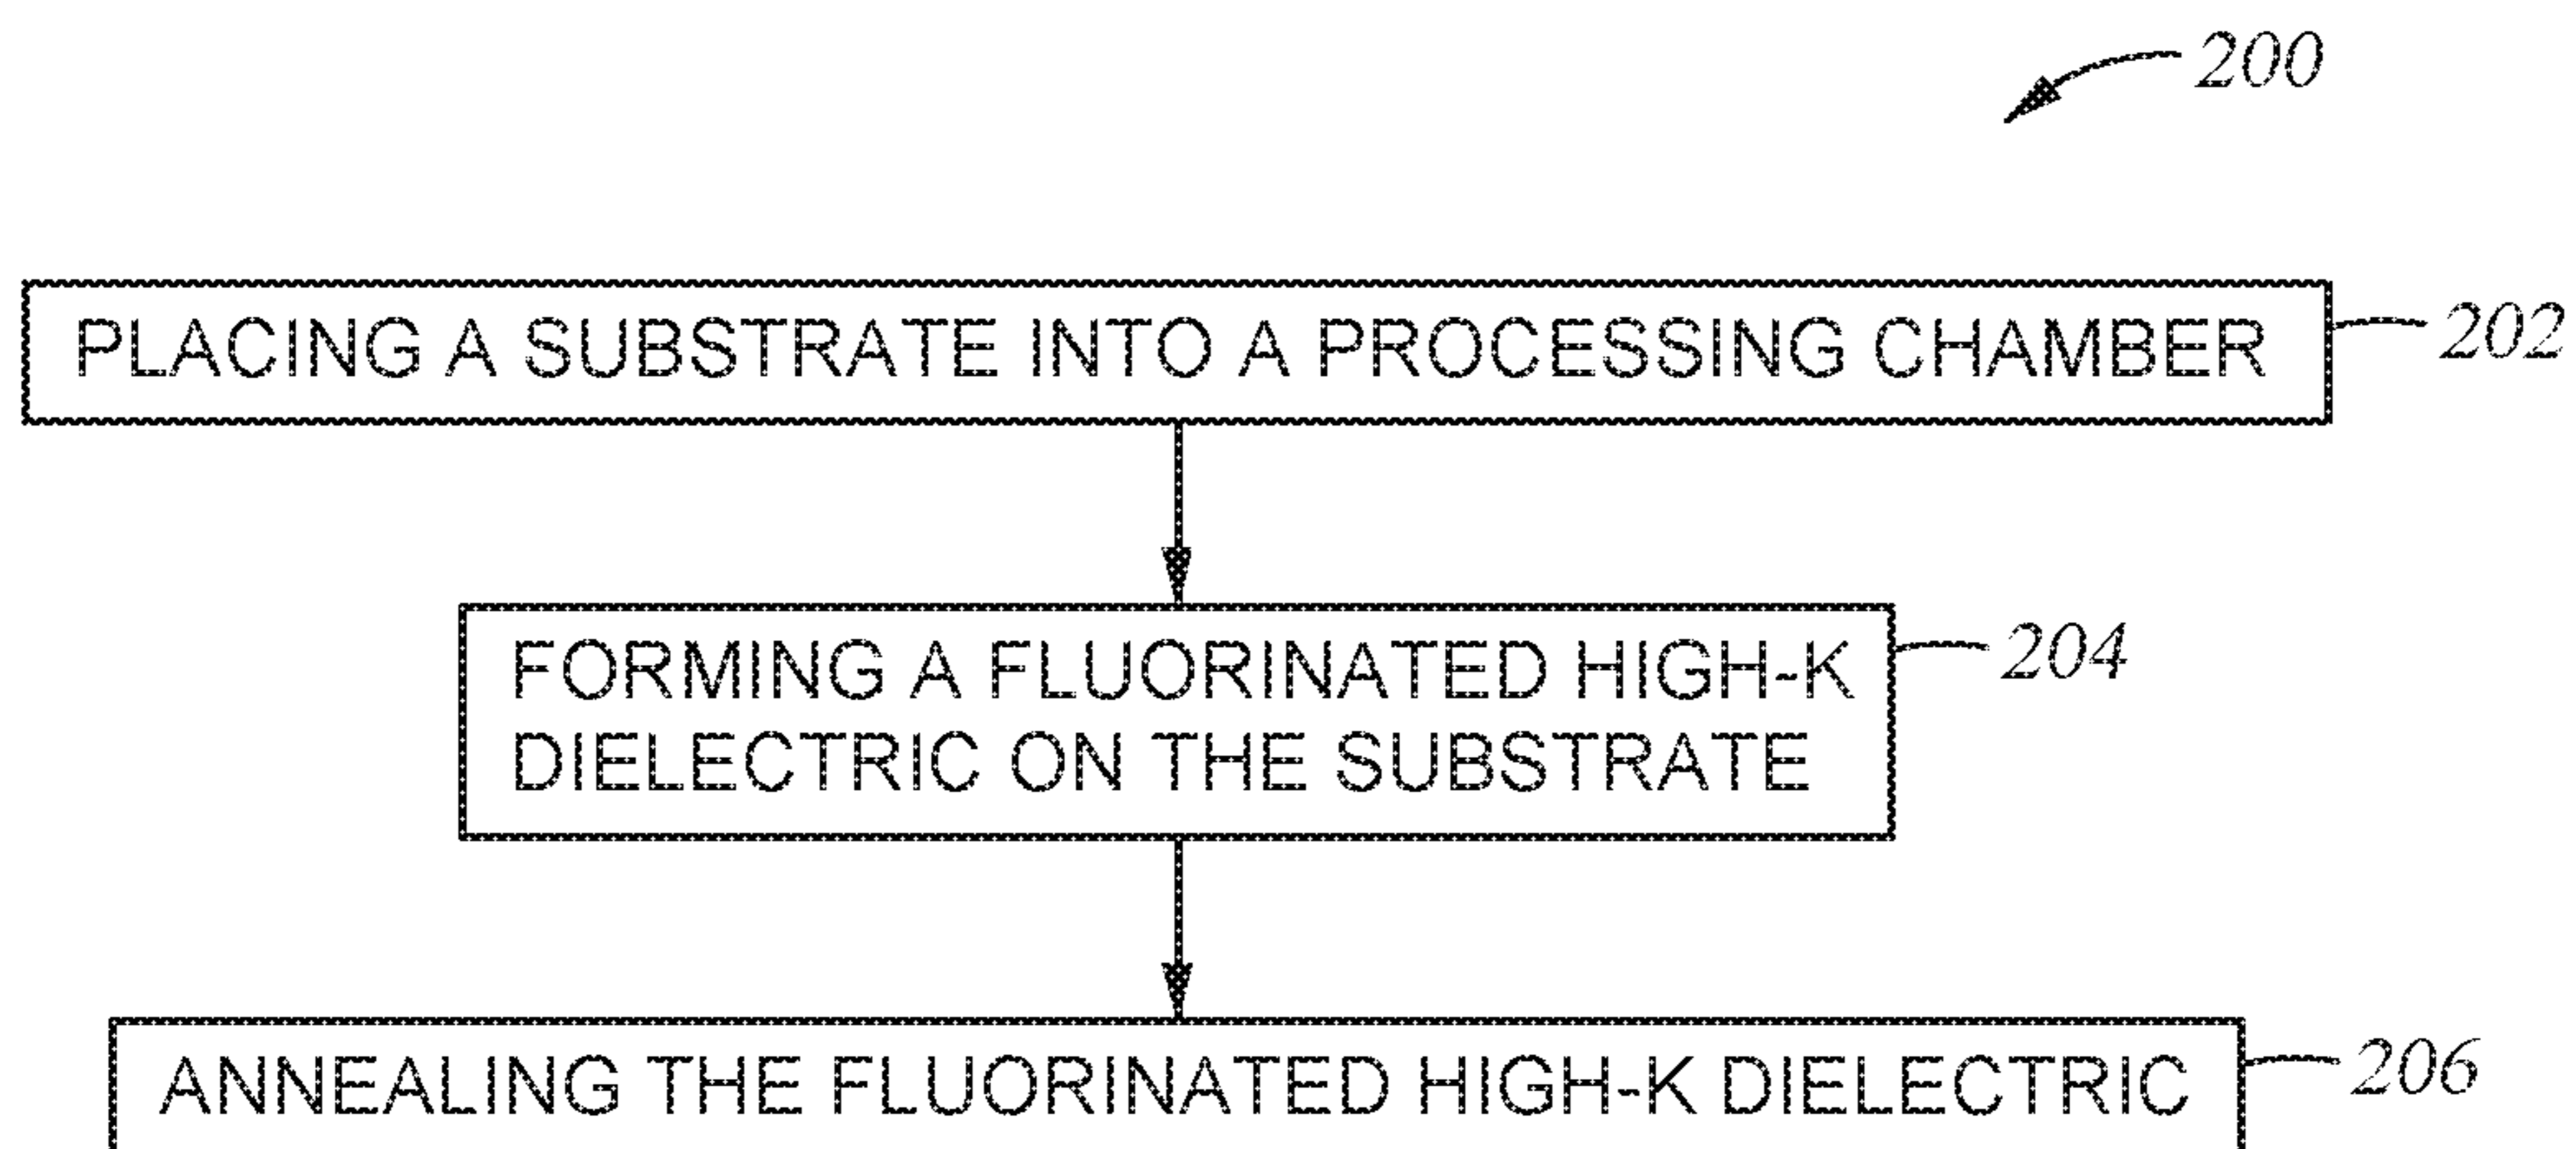 200
PLACING A SUBSTRATE INTO A PROCESSING CHAMBER
202
FORMING A FLUORINATED HIGH-K
DIELECTRIC ON THE SUBSTRATE
204
ANNEALING THE FLUORINATED HIGH-K DIELECTRIC
206